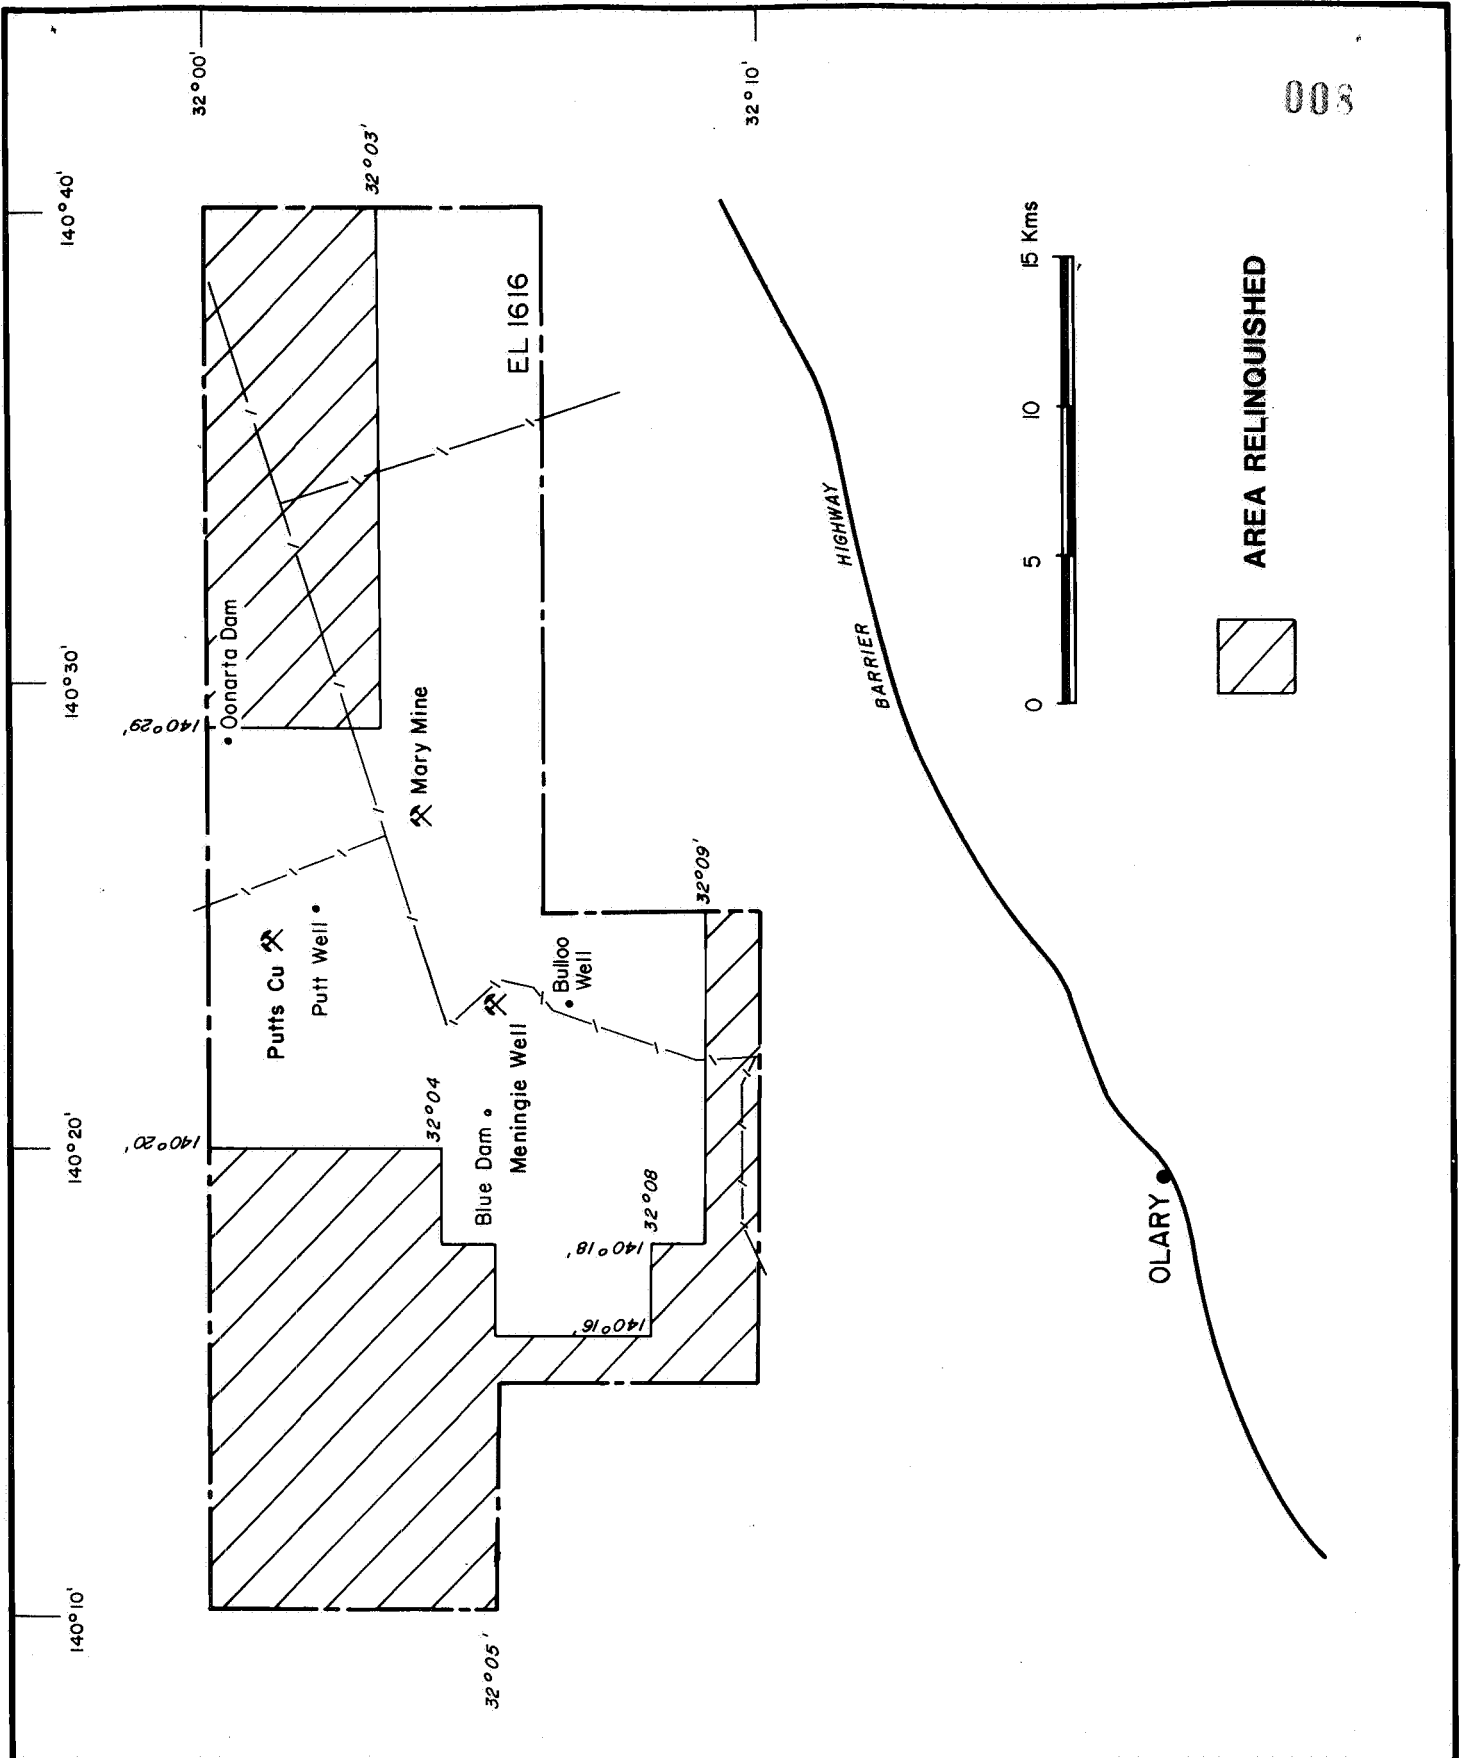 008
140°10'
140°20'
140°30'
140°40'
32°00'
32°10'
140°20'
140°29'
Oonarta Dam
Putts Cu
Putt Well
32°03'
32°04
Mary Mine
Blue Dam
Meningie Well
EL 1616
32°05'
Bulloo
Well
140°16'
140°18'
32°08
32°09'
BARRIER
HIGHWAY
OLARY
0
5
10
15 Kms
AREA RELINQUISHED